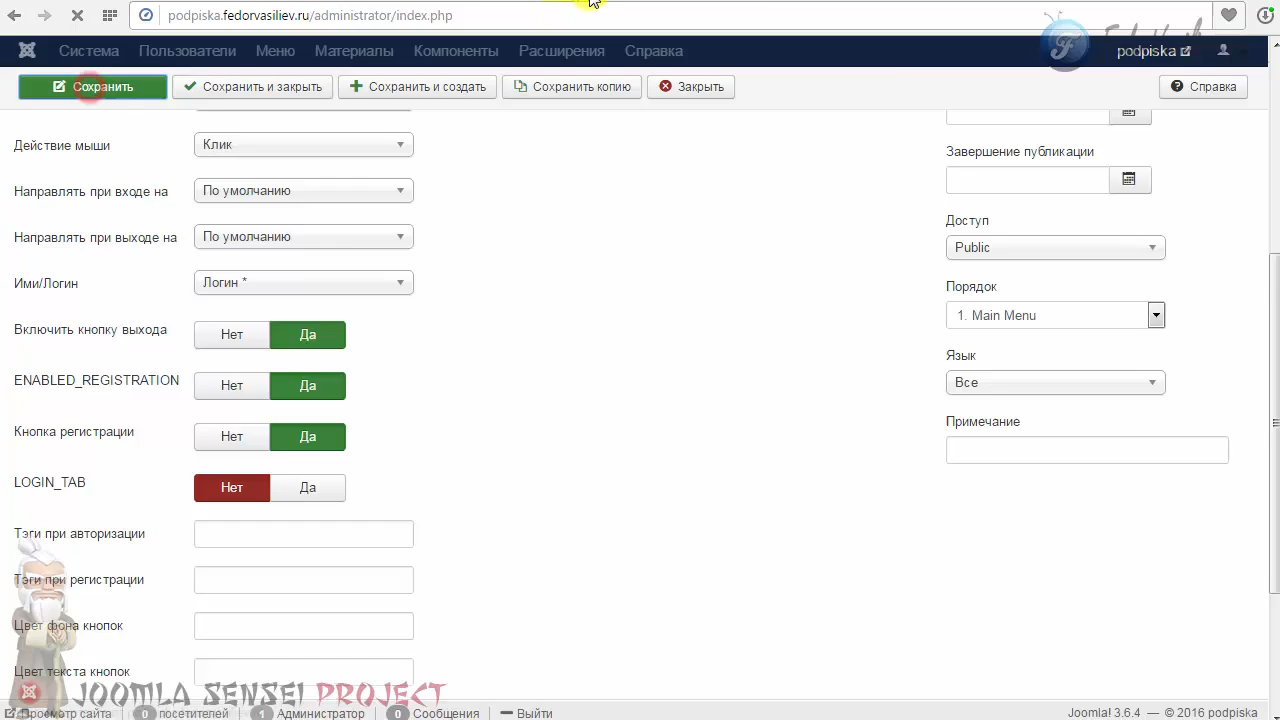 podpiska.fedorvasiliev.ru/administrator/index.php
Система Пользователи Меню Материалы Компоненты Расширения Справка podpiska
Сохранить Сохранить и закрыть Сохранить и создать Сохранить копию Закрыть Справка
Действие мыши Клик
Завершение публикации
Направлять при входе на По умолчанию
Доступ
Направлять при выходе на По умолчанию
Public
Ими/Логин Логин *
Порядок
1. Main Menu
Включить кнопку выхода Нет Да
Язык
ENABLED_REGISTRATION Нет Да
Все
Примечание
Кнопка регистрации Нет Да
LOGIN_TAB Нет Да
Тэги при авторизации
Тэги при регистрации
Цвет фона кнопок
Цвет текста кнопок
JOOMLA SENSEI PROJECT
Просмотр сайта 0 посетителей 1 Администратор 0 Сообщения Выйти
Joomla! 3.6.4 — © 2016 podpiska